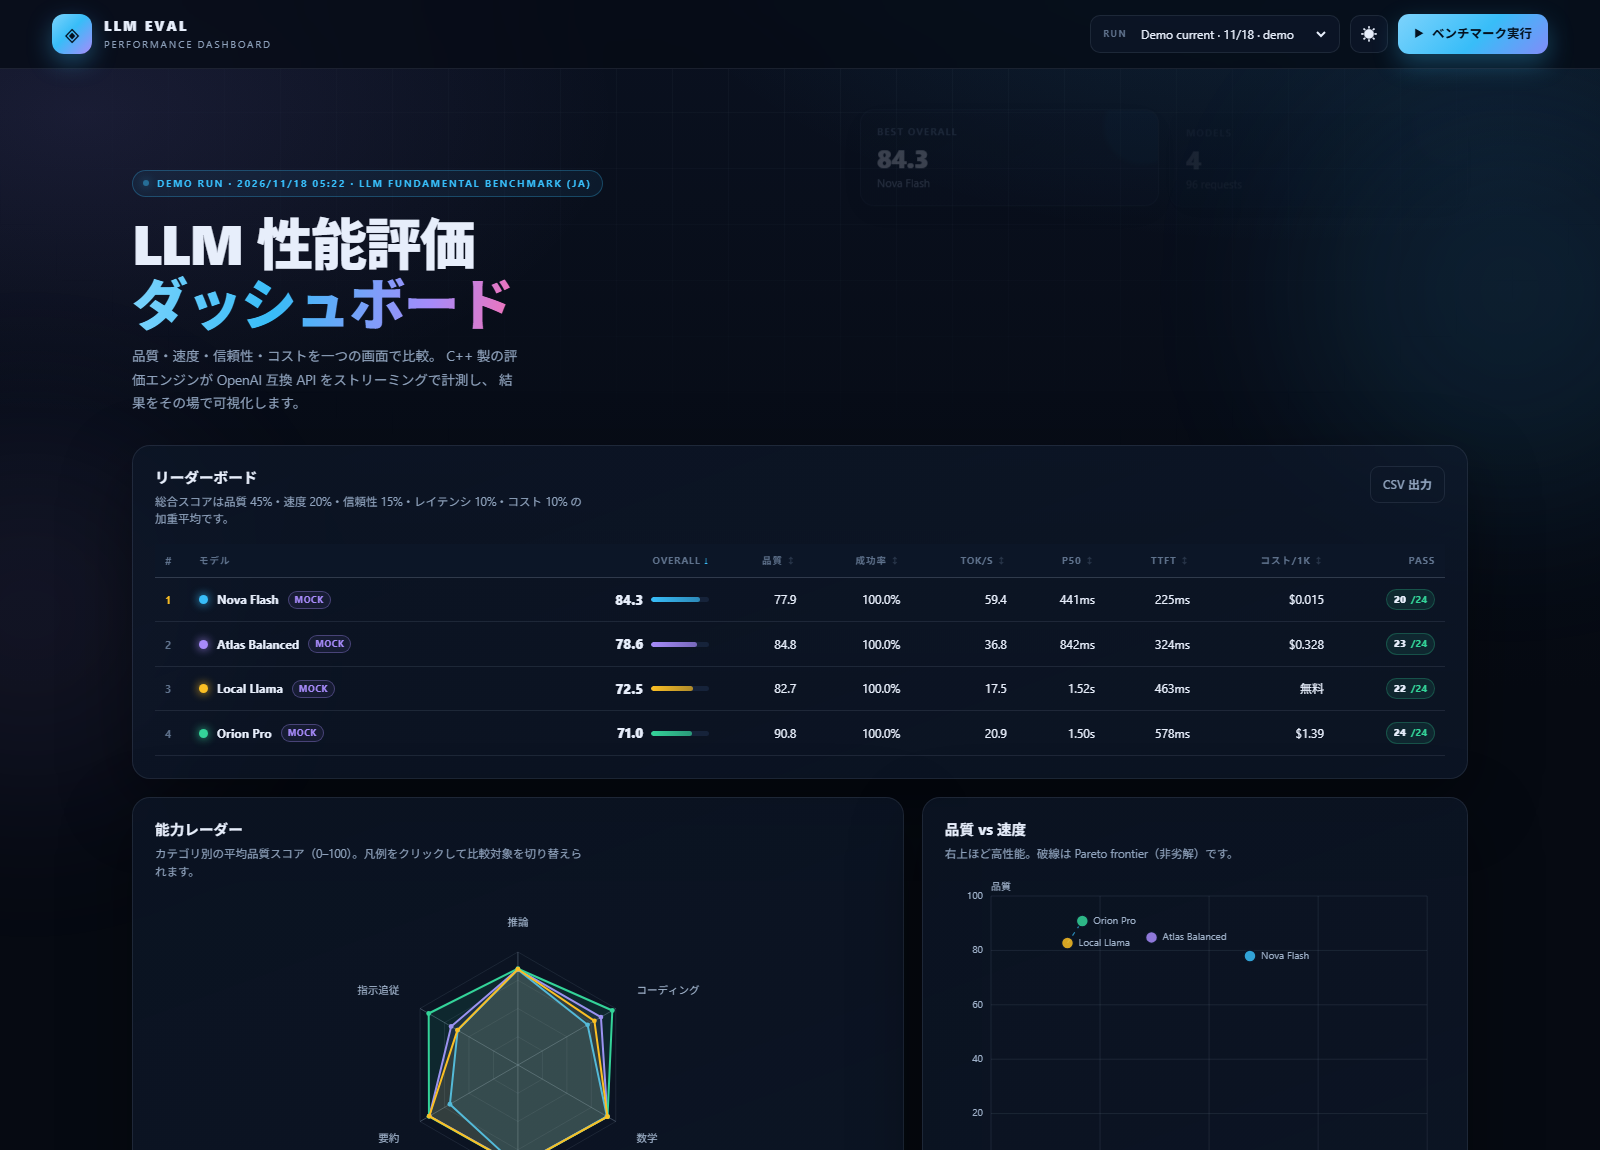 LLM EVAL
PERFORMANCE DASHBOARD
RUN Demo current · 11/18 · demo
ベンチマーク実行
BEST OVERALL
84.3
Nova Flash
MODELS
4
96 requests
DEMO RUN · 2026/11/18 05:22 · LLM FUNDAMENTAL BENCHMARK (JA)
LLM 性能評価
ダッシュボード
品質・速度・信頼性・コストを一つの画面で比較。 C++ 製の評
価エンジンが OpenAI 互換 API をストリーミングで計測し、 結
果をその場で可視化します。
リーダーボード
総合スコアは品質 45%・速度 20%・信頼性 15%・レイテンシ 10%・コスト 10% の
加重平均です。
CSV 出力
# モデル OVERALL ↓ 品質 ↕ 成功率 ↕ TOK/S ↕ P50 ↕ TTFT ↕ コスト/1K ↕ PASS
1 Nova Flash MOCK 84.3 77.9 100.0% 59.4 441ms 225ms $0.015 20 /24
2 Atlas Balanced MOCK 78.6 84.8 100.0% 36.8 842ms 324ms $0.328 23 /24
3 Local Llama MOCK 72.5 82.7 100.0% 17.5 1.52s 463ms 無料 22 /24
4 Orion Pro MOCK 71.0 90.8 100.0% 20.9 1.50s 578ms $1.39 24 /24
能力レーダー
カテゴリ別の平均品質スコア（0–100）。凡例をクリックして比較対象を切り替えら
れます。
推論
コーディング
数学
要約
指示追従
品質 vs 速度
右上ほど高性能。破線は Pareto frontier（非劣解）です。
品質
100
80
60
40
20
Orion Pro
Local Llama
Atlas Balanced
Nova Flash